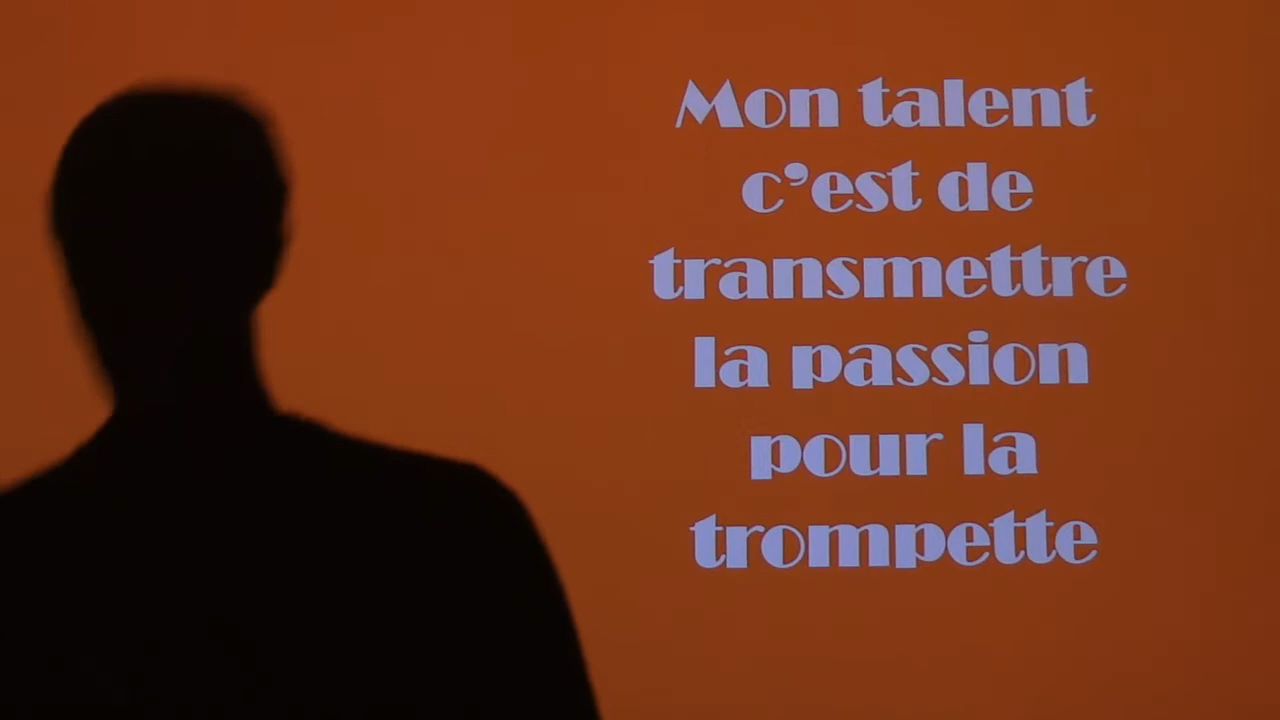 Mon talent
c’est de
transmettre
la passion
pour la
trompette